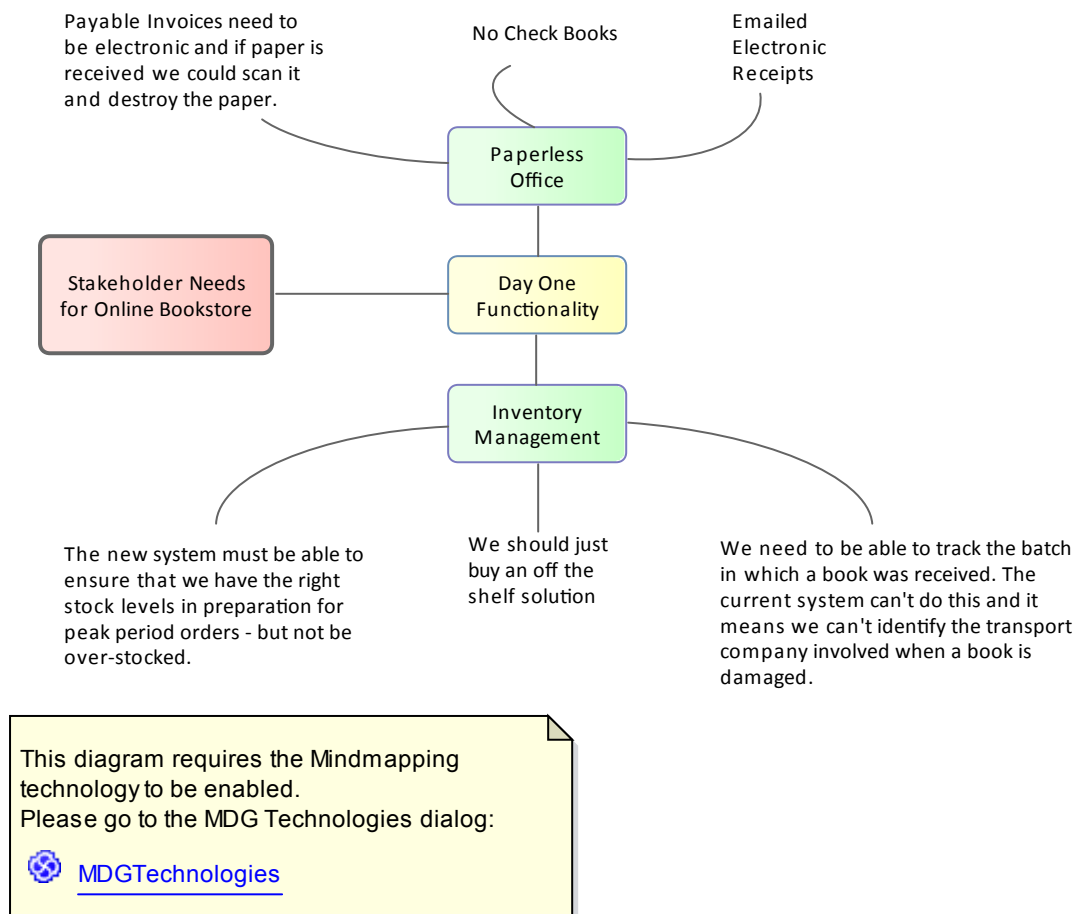 Payable Invoices need to
be electronic and if paper is
received we could scan it
and destroy the paper.
No Check Books
Emailed
Electronic
Receipts
Paperless
Office
Stakeholder Needs
for Online Bookstore
Day One
Functionality
Inventory
Management
The new system must be able to
ensure that we have the right
stock levels in preparation for
peak period orders - but not be
over-stocked.
We should just
buy an off the
shelf solution
We need to be able to track the batch
in which a book was received. The
current system can't do this and it
means we can't identify the transport
company involved when a book is
damaged.
This diagram requires the Mindmapping
technology to be enabled.
Please go to the MDG Technologies dialog:
MDGTechnologies